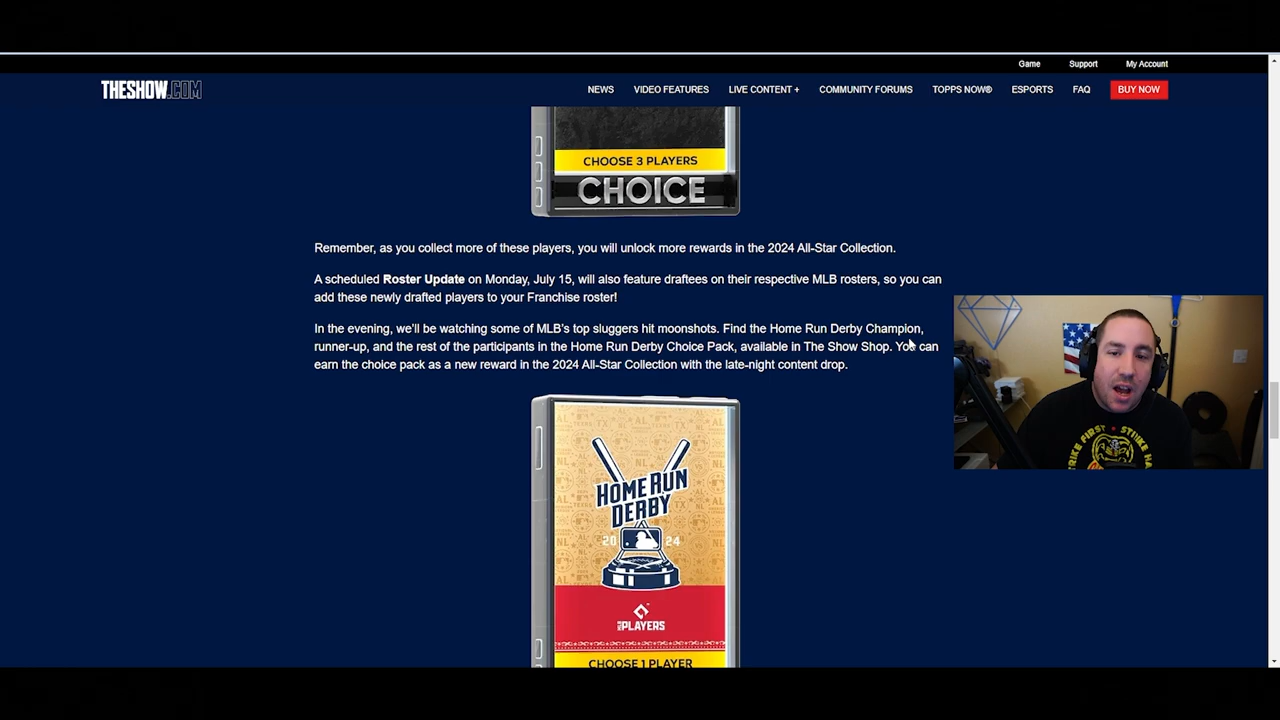 Game Support My Account
THESHOW.COM NEWS VIDEO FEATURES LIVE CONTENT + COMMUNITY FORUMS TOPPS NOW® ESPORTS FAQ BUY NOW
CHOOSE 3 PLAYERS
CHOICE
Remember, as you collect more of these players, you will unlock more rewards in the 2024 All-Star Collection.
A scheduled Roster Update on Monday, July 15, will also feature draftees on their respective MLB rosters, so you can
add these newly drafted players to your Franchise roster!
In the evening, we'll be watching some of MLB's top sluggers hit moonshots. Find the Home Run Derby Champion,
runner-up, and the rest of the participants in the Home Run Derby Choice Pack, available in The Show Shop. You can
earn the choice pack as a new reward in the 2024 All-Star Collection with the late-night content drop.
HOME RUN
DERBY
20 24
PLAYERS
CHOOSE 1 PLAYER
STRIKE FIRST • STRIKE HA